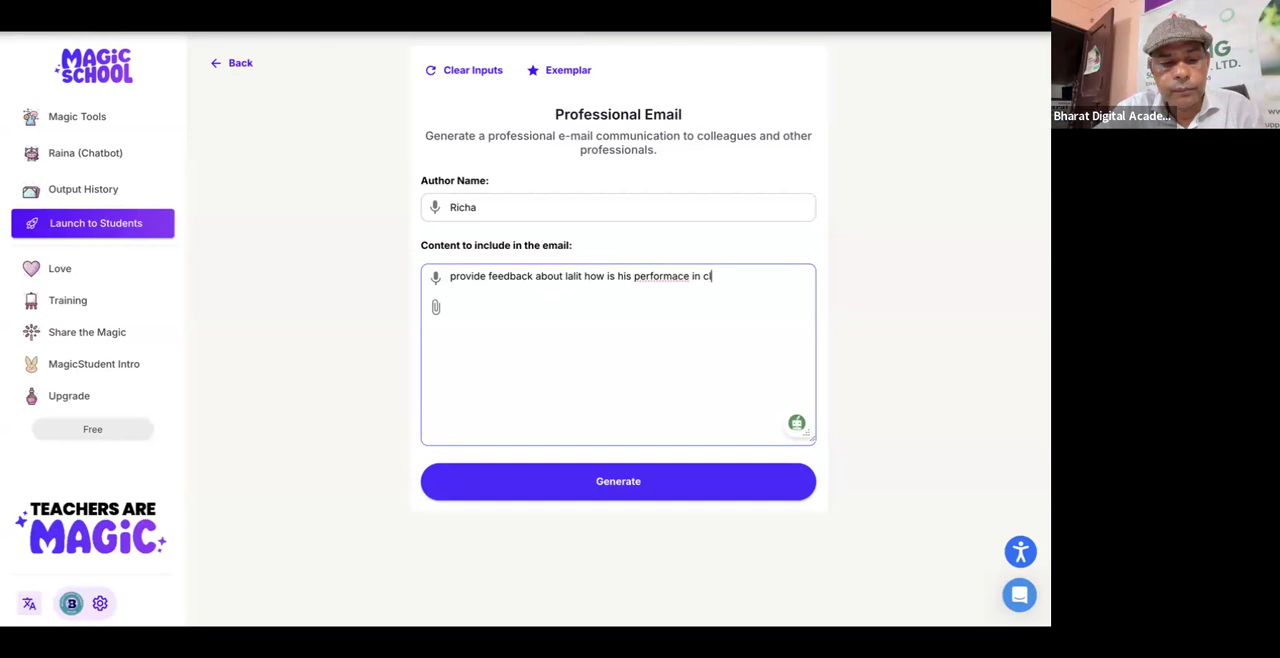 MAGIC
SCHOOL
Magic Tools
Raina (Chatbot)
Output History
Launch to Students
Love
Training
Share the Magic
MagicStudent Intro
Upgrade
Free
TEACHERS ARE
MAGIC
Back
Clear Inputs
Exemplar
Professional Email
Generate a professional e-mail communication to colleagues and other
professionals.
Author Name:
Richa
Content to include in the email:
provide feedback about lalit how is his performace in cl
Generate
LTD.
Bharat Digital Acade...